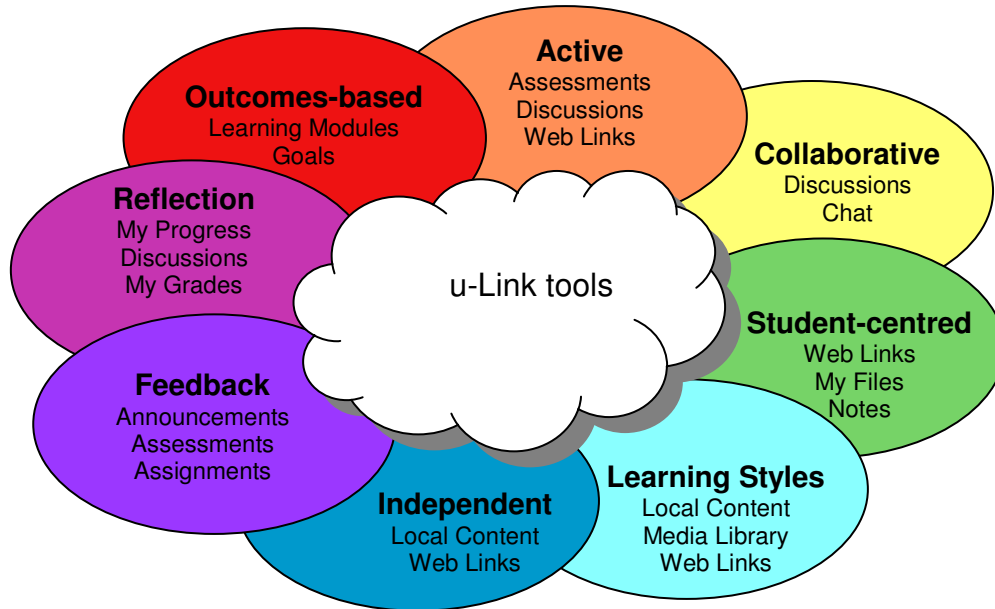 Active
Assessments
Discussions
Web Links
Outcomes-based
Learning Modules
Goals
Collaborative
Discussions
Chat
Reflection
My Progress
Discussions
My Grades
u-Link tools
Student-centred
Web Links
My Files
Notes
Feedback
Announcements
Assessments
Assignments
Independent
Local Content
Web Links
Learning Styles
Local Content
Media Library
Web Links